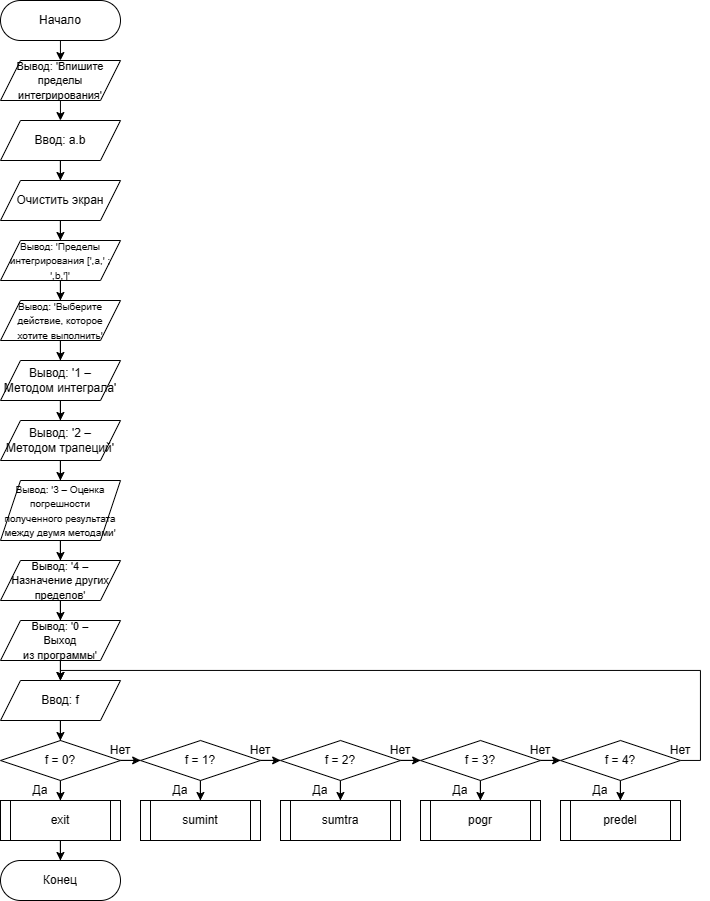 Начало
Вывод: 'Впишите
пределы
интегрирования'
Ввод: a.b
Очистить экран
Вывод: 'Пределы
интегрирования [',a,' ;
',b,']'
Вывод: 'Выберите
действие, которое
хотите выполнить'
Вывод: '1 –
Методом интеграла'
Вывод: '2 –
Методом трапеций'
Вывод: '3 – Оценка
погрешности
полученного результата
между двумя методами'
Вывод: '4 –
Назначение других
пределов'
Вывод: '0 –
Выход
из программы'
Ввод: f
f = 0?
Нет
f = 1?
Нет
f = 2?
Нет
f = 3?
Нет
f = 4?
Нет
Да
Да
Да
Да
Да
exit
sumint
sumtra
pogr
predel
Конец